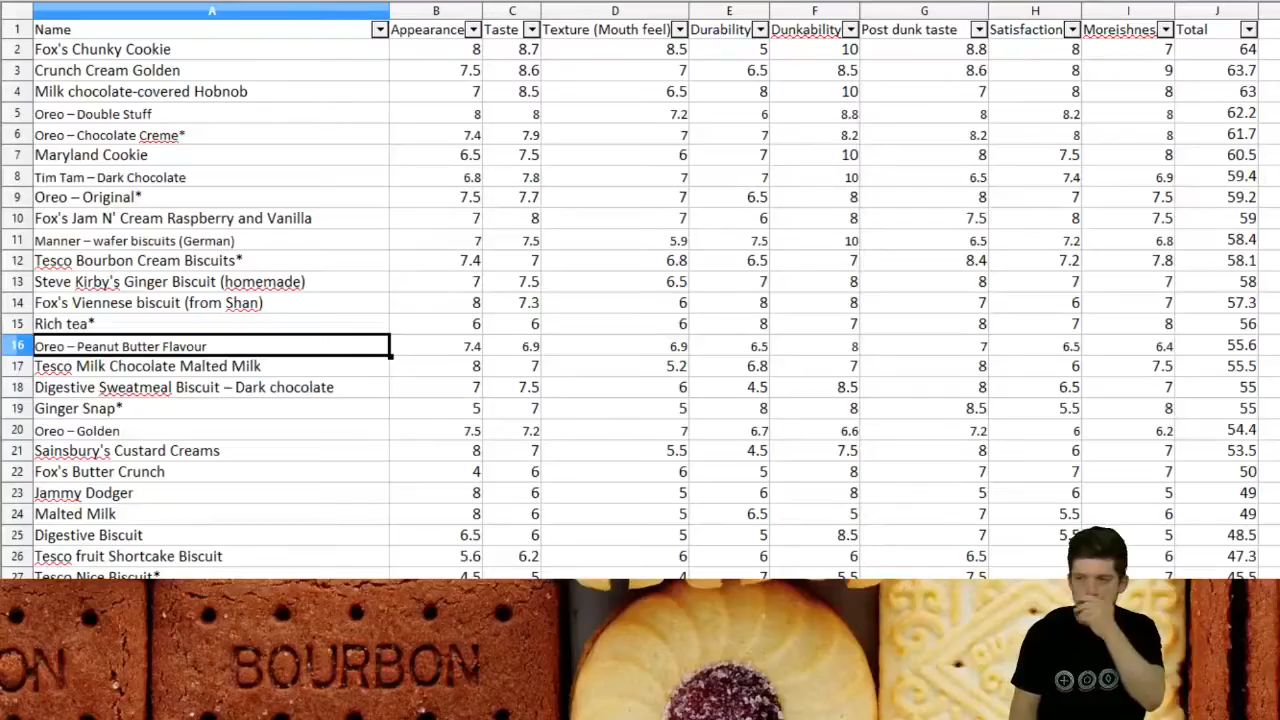 A B C D E F G H I J
1 Name Appearance Taste Texture (Mouth feel) Durability Dunkability Post dunk taste Satisfaction Moreishnes Total
2 Fox's Chunky Cookie 8 8.7 8.5 5 10 8.8 8 7 64
3 Crunch Cream Golden 7.5 8.6 7 6.5 8.5 8.6 8 9 63.7
4 Milk chocolate-covered Hobnob 7 8.5 6.5 8 10 7 8 8 63
5 Oreo – Double Stuff 8 8 7.2 6 8.8 8 8.2 8 62.2
6 Oreo – Chocolate Creme* 7.4 7.9 7 7 8.2 8.2 8 8 61.7
7 Maryland Cookie 6.5 7.5 6 7 10 8 7.5 8 60.5
8 Tim Tam – Dark Chocolate 6.8 7.8 7 7 10 6.5 7.4 6.9 59.4
9 Oreo – Original* 7.5 7.7 7 6.5 8 8 7 7.5 59.2
10 Fox's Jam N' Cream Raspberry and Vanilla 7 8 7 6 8 7.5 8 7.5 59
11 Manner – wafer biscuits (German) 7 7.5 5.9 7.5 10 6.5 7.2 6.8 58.4
12 Tesco Bourbon Cream Biscuits* 7.4 7 6.8 6.5 7 8.4 7.2 7.8 58.1
13 Steve Kirby's Ginger Biscuit (homemade) 7 7.5 6.5 7 8 8 7 7 58
14 Fox's Viennese biscuit (from Shan) 8 7.3 6 8 8 7 6 7 57.3
15 Rich tea* 6 6 6 8 7 8 7 8 56
16 Oreo – Peanut Butter Flavour 7.4 6.9 6.9 6.5 8 7 6.5 6.4 55.6
17 Tesco Milk Chocolate Malted Milk 8 7 5.2 6.8 7 8 6 7.5 55.5
18 Digestive Sweatmeal Biscuit – Dark chocolate 7 7.5 6 4.5 8.5 8 6.5 7 55
19 Ginger Snap* 5 7 5 8 8 8.5 5.5 8 55
20 Oreo – Golden 7.5 7.2 7 6.7 6.6 7.2 6 6.2 54.4
21 Sainsbury's Custard Creams 8 7 5.5 4.5 7.5 8 6 7 53.5
22 Fox's Butter Crunch 4 6 6 5 8 7 7 7 50
23 Jammy Dodger 8 6 5 6 8 5 6 5 49
24 Malted Milk 8 6 5 6.5 5 7 5.5 6 49
25 Digestive Biscuit 6.5 6 5 5 8.5 7 5 48.5
26 Tesco fruit Shortcake Biscuit 5.6 6.2 6 6 6 6.5 6 47.3
27 Tesco Nice Biscuit* 4.5 5 4 7 5.5 7.5 7 45.5
ON BOURBON